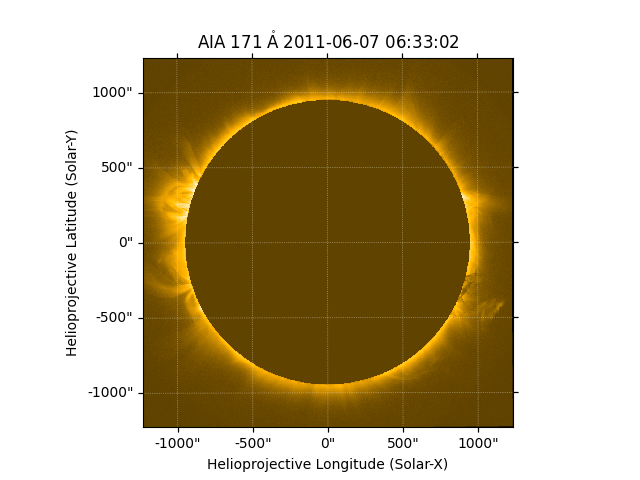 AIA 171 Å 2011-06-07 06:33:02
1000"
500"
0"
-500"
-1000"
Helioprojective Latitude (Solar-Y)
-1000" -500" 0" 500" 1000"
Helioprojective Longitude (Solar-X)